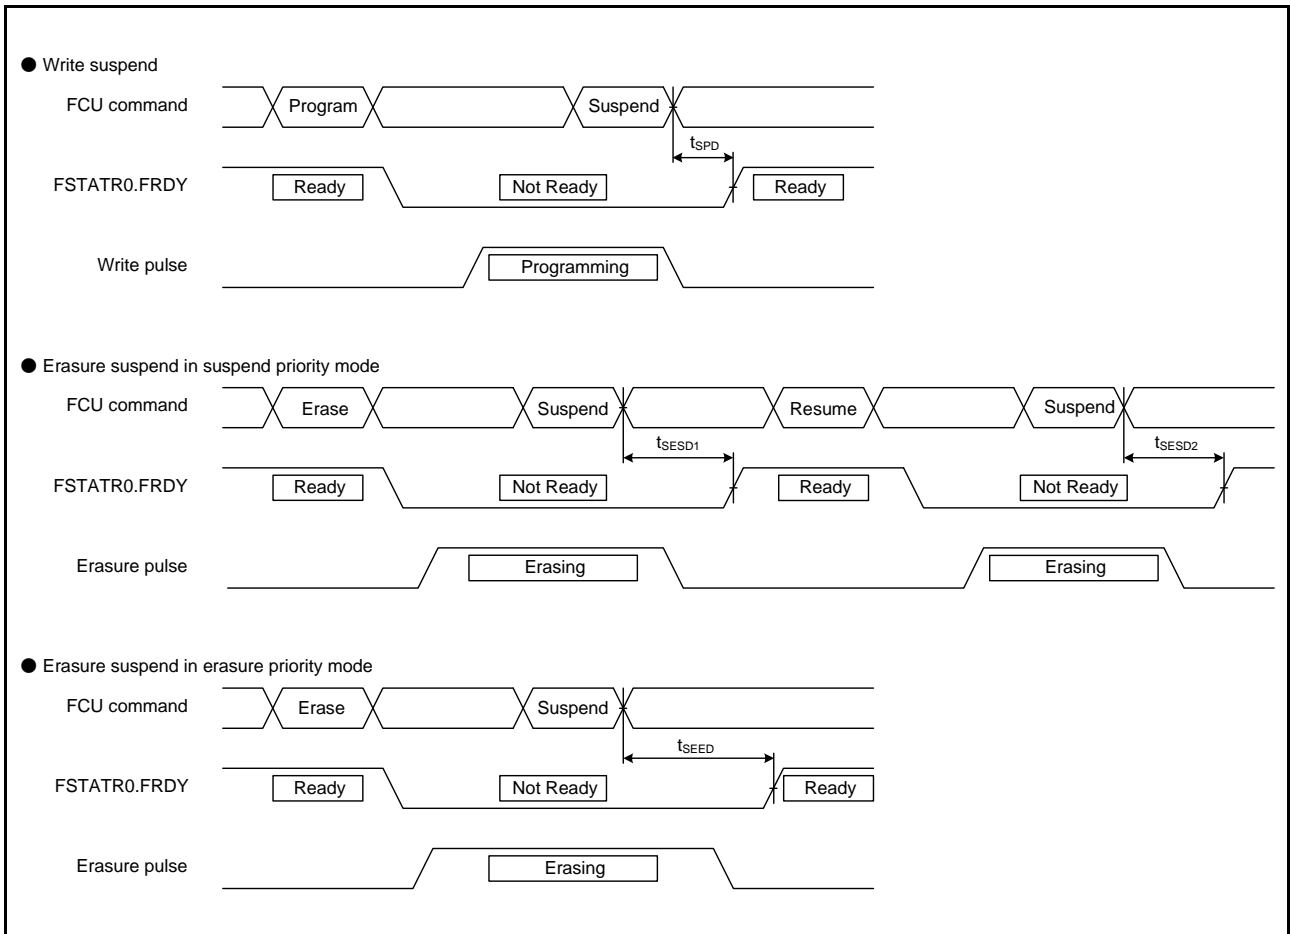 ● Write suspend
FCU command Program Suspend
tSPD
FSTATR0.FRDY Ready Not Ready Ready
Write pulse Programming
● Erasure suspend in suspend priority mode
FCU command Erase Suspend Resume Suspend
tSESD1 tSESD2
FSTATR0.FRDY Ready Not Ready Ready Not Ready
Erasure pulse Erasing Erasing
● Erasure suspend in erasure priority mode
FCU command Erase Suspend
tSEED
FSTATR0.FRDY Ready Not Ready Ready
Erasure pulse Erasing